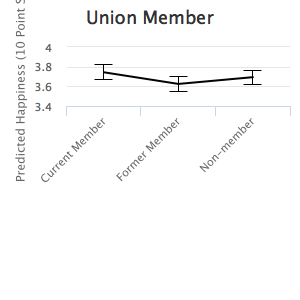 Union Member
Predicted Happiness (10 Point
4
3.8
3.6
3.4
Current Member
Former Member
Non-member